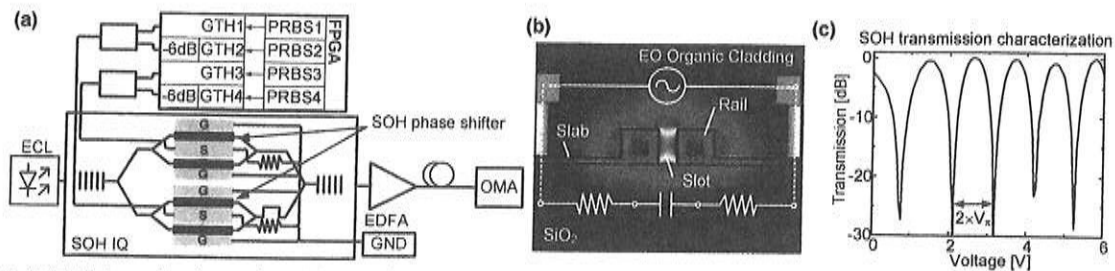 (a)
GTH1 PRBS1
-6dB GTH2 PRBS2
GTH3 PRBS3
-6dB GTH4 PRBS4
FPGA
SOH phase shifter
ECL
G
S
G
G
S
G
EDFA
OMA
GND
SOH IQ
(b)
EO Organic Cladding
Rail
Slab
Slot
SiO₂
(c)
SOH transmission characterization
Transmission [dB]
0
-10
-20
-30
2×Vπ
0 2 4 6
Voltage [V]